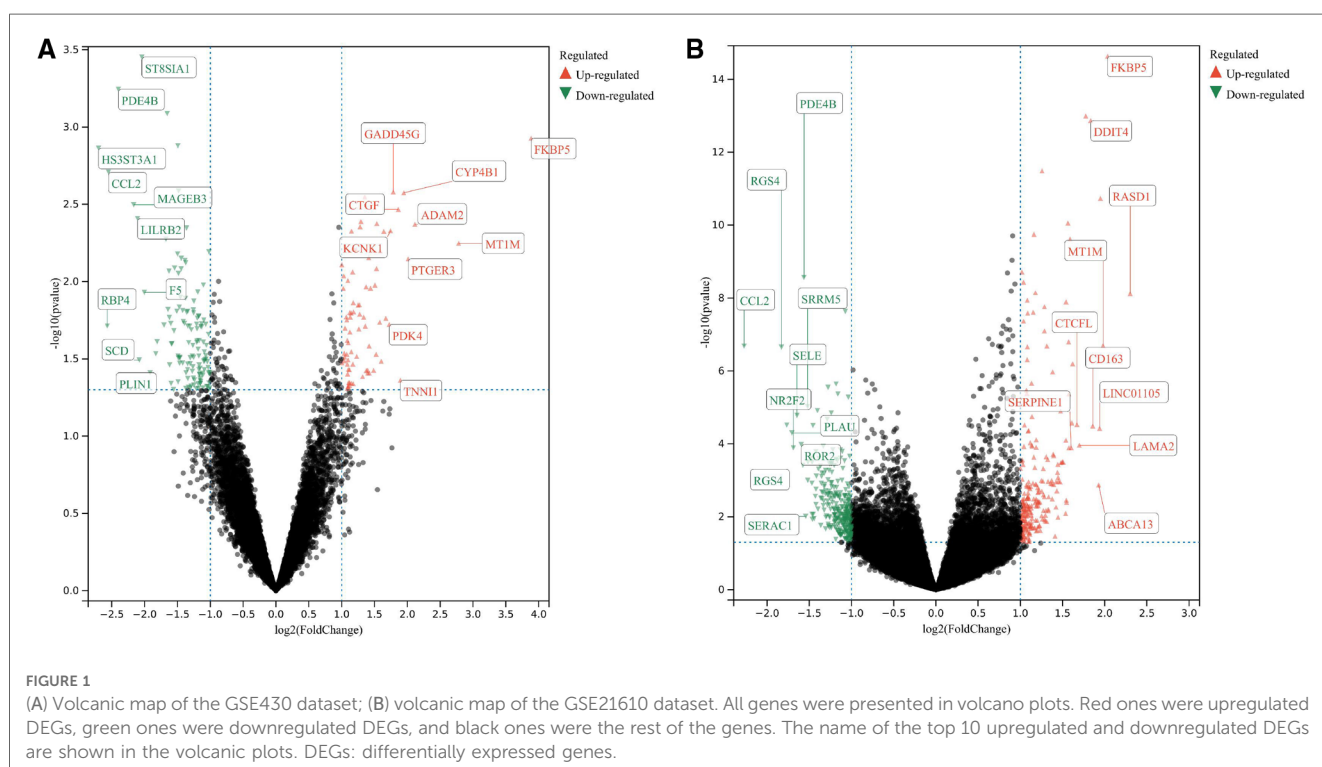 A
3.5
3.0
2.5
2.0
1.5
1.0
0.5
0.0
-log10(pvalue)
−2.5 −2.0 −1.5 −1.0 −0.5 0.0 0.5 1.0 1.5 2.0 2.5 3.0 3.5 4.0
log2(FoldChange)
ST8SIA1
PDE4B
HS3ST3A1
CCL2
MAGEB3
LILRB2
F5
RBP4
SCD
PLIN1
GADD45G
FKBP5
CYP4B1
CTGF
ADAM2
KCNK1
MT1M
PTGER3
PDK4
TNNI1
Regulated
Up-regulated
Down-regulated
B
14
12
10
8
6
4
2
0
-log10(pvalue)
−2.0 −1.5 −1.0 −0.5 0.0 0.5 1.0 1.5 2.0 2.5 3.0
log2(FoldChange)
PDE4B
RGS4
CCL2
SRRM5
SELE
NR2F2
PLAU
ROR2
RGS4
SERAC1
FKBP5
DDIT4
RASD1
MT1M
CTCFL
CD163
SERPINE1
LINC01105
LAMA2
ABCA13
Regulated
Up-regulated
Down-regulated
FIGURE 1
(A) Volcanic map of the GSE430 dataset; (B) volcanic map of the GSE21610 dataset. All genes were presented in volcano plots. Red ones were upregulated
DEGs, green ones were downregulated DEGs, and black ones were the rest of the genes. The name of the top 10 upregulated and downregulated DEGs
are shown in the volcanic plots. DEGs: differentially expressed genes.